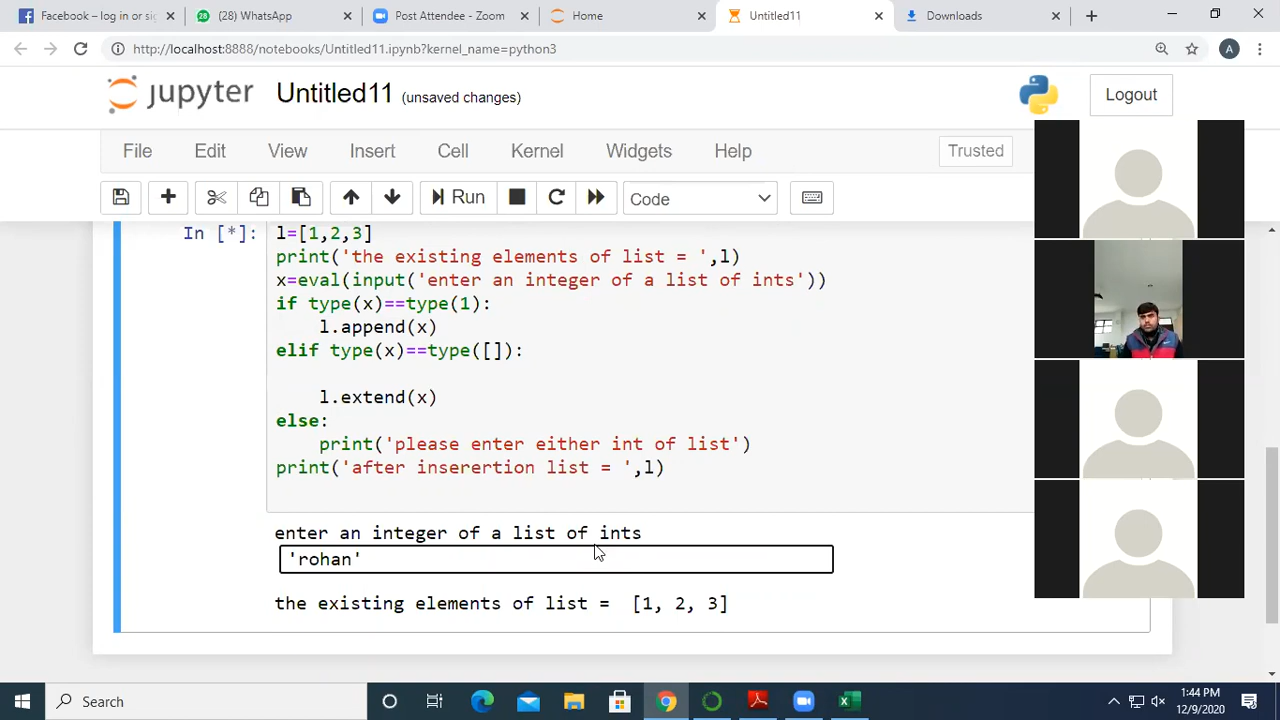 Facebook – log in or sig
(28) WhatsApp
Post Attendee - Zoom
Home
Untitled11
Downloads
http://localhost:8888/notebooks/Untitled11.ipynb?kernel_name=python3
A
jupyter
Untitled11 (unsaved changes)
Logout
File Edit View Insert Cell Kernel Widgets Help
Trusted
Run
Code
In [*]: l=[1,2,3]
print('the existing elements of list = ',l)
x=eval(input('enter an integer of a list of ints'))
if type(x)==type(1):
    l.append(x)
elif type(x)==type([]):
    l.extend(x)
else:
    print('please enter either int of list')
print('after inserertion list = ',l)
enter an integer of a list of ints
'rohan'
the existing elements of list =  [1, 2, 3]
Search
1:44 PM
12/9/2020